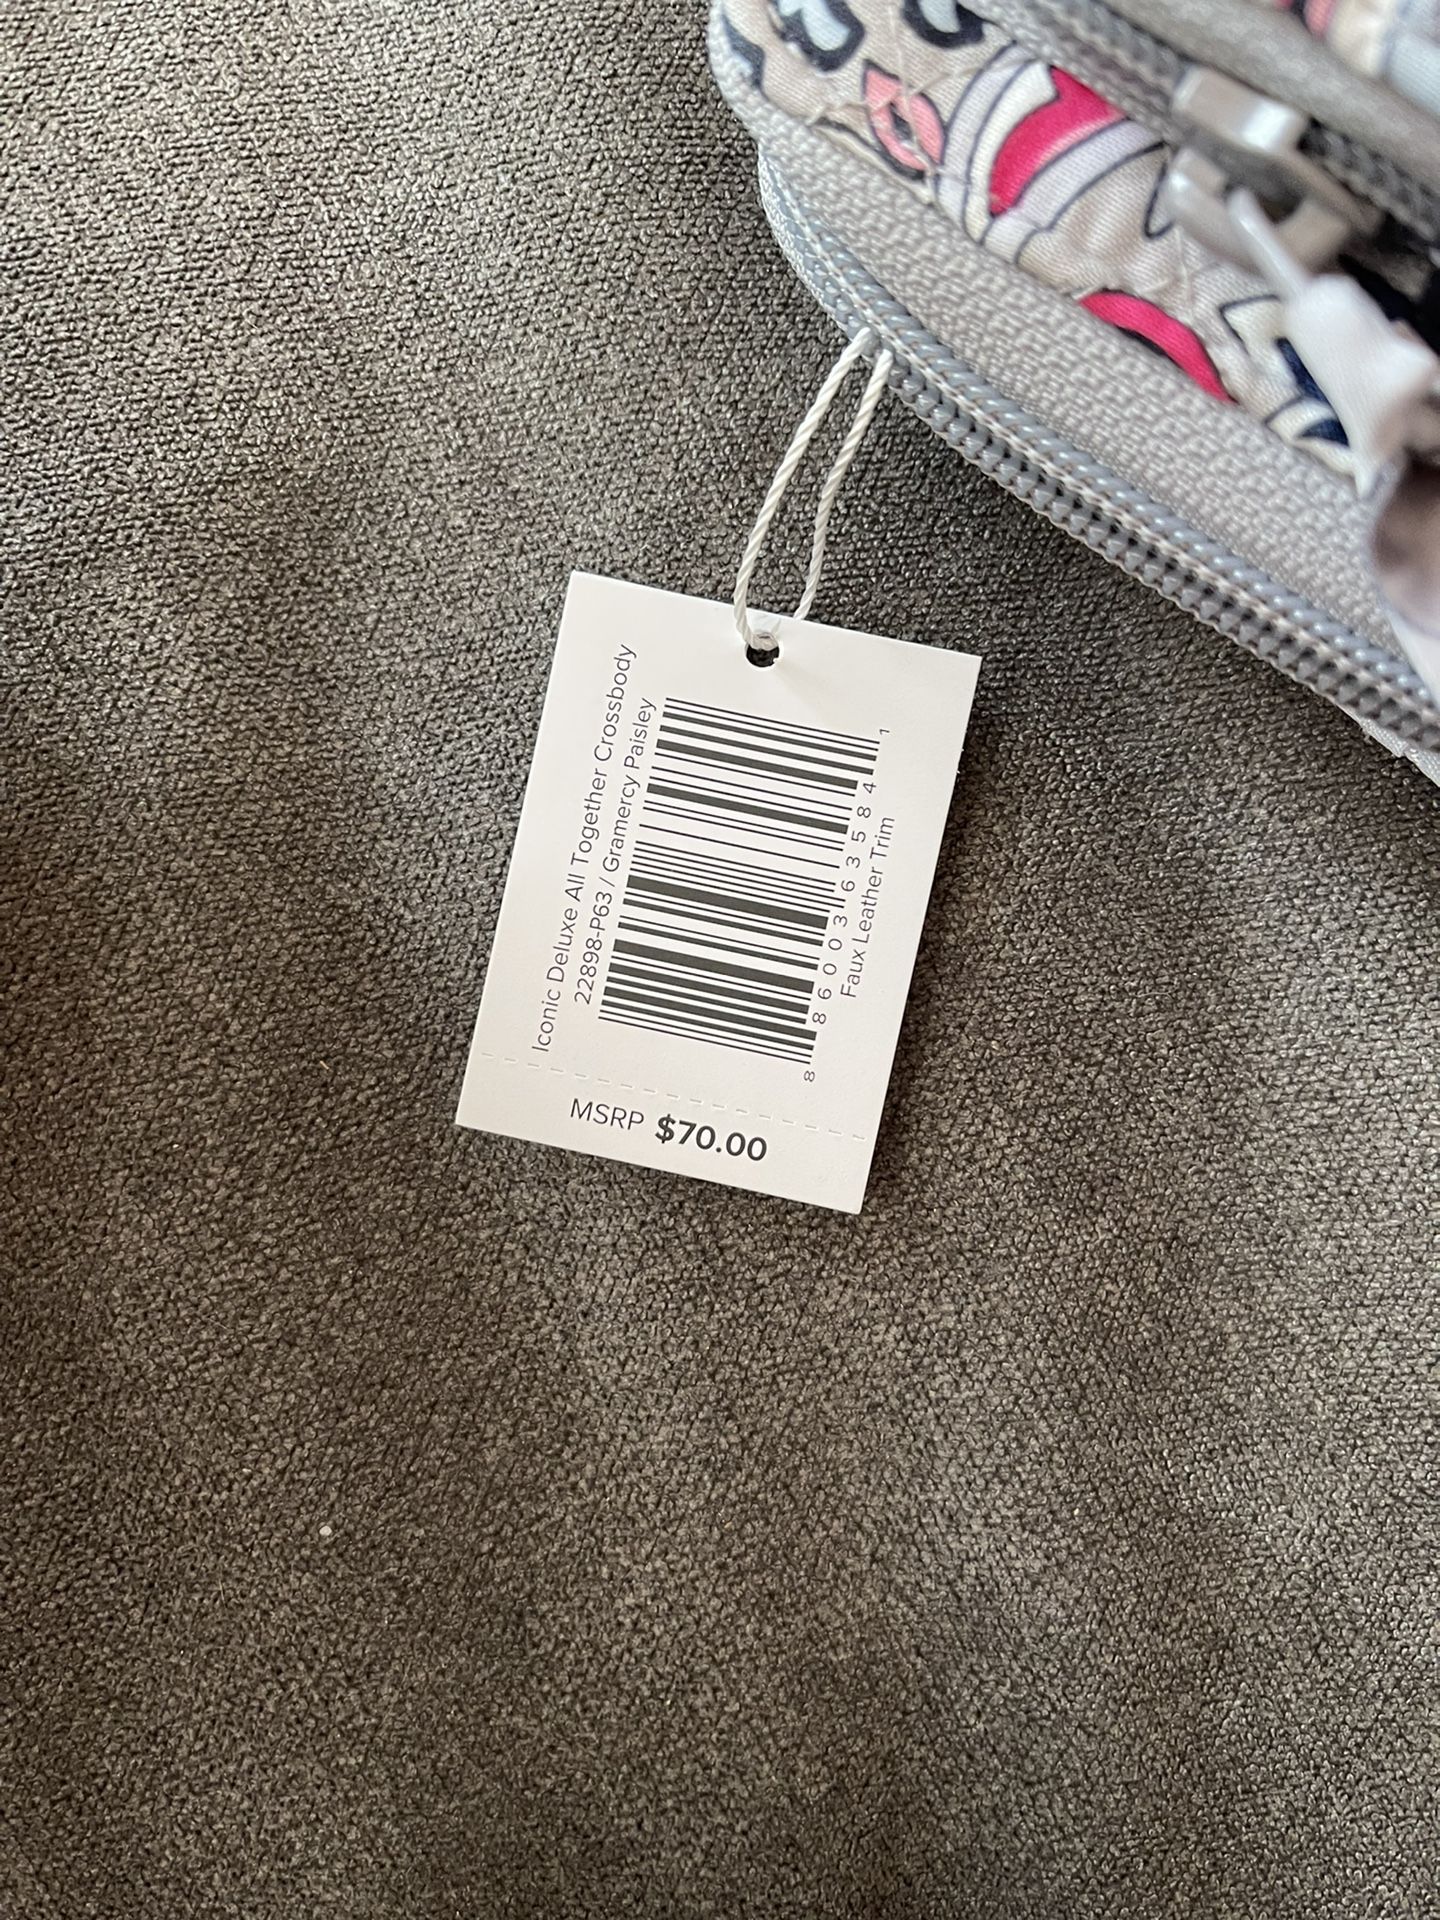 Iconic Deluxe All Together Crossbody
22898-P63 / Gramercy Paisley
8 86003 63584 1
Faux Leather Trim
MSRP $70.00